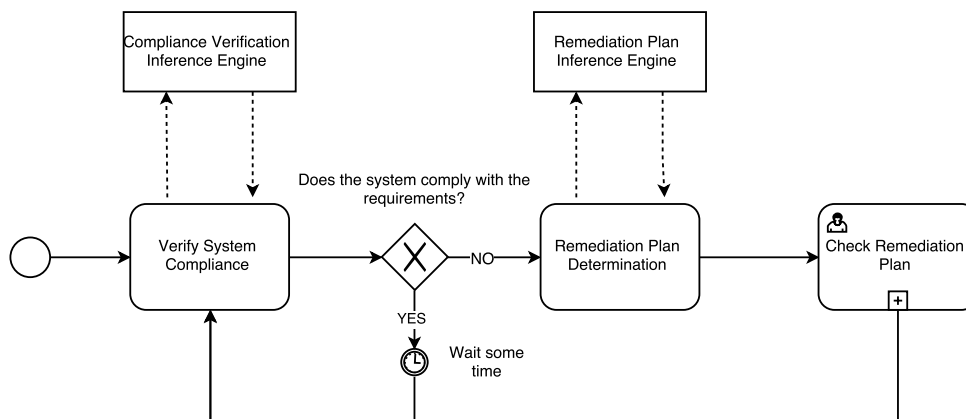 Compliance Verification
Inference Engine
Remediation Plan
Inference Engine
Does the system comply with the
requirements?
Verify System
Compliance
NO
Remediation Plan
Determination
Check Remediation
Plan
YES
Wait some
time